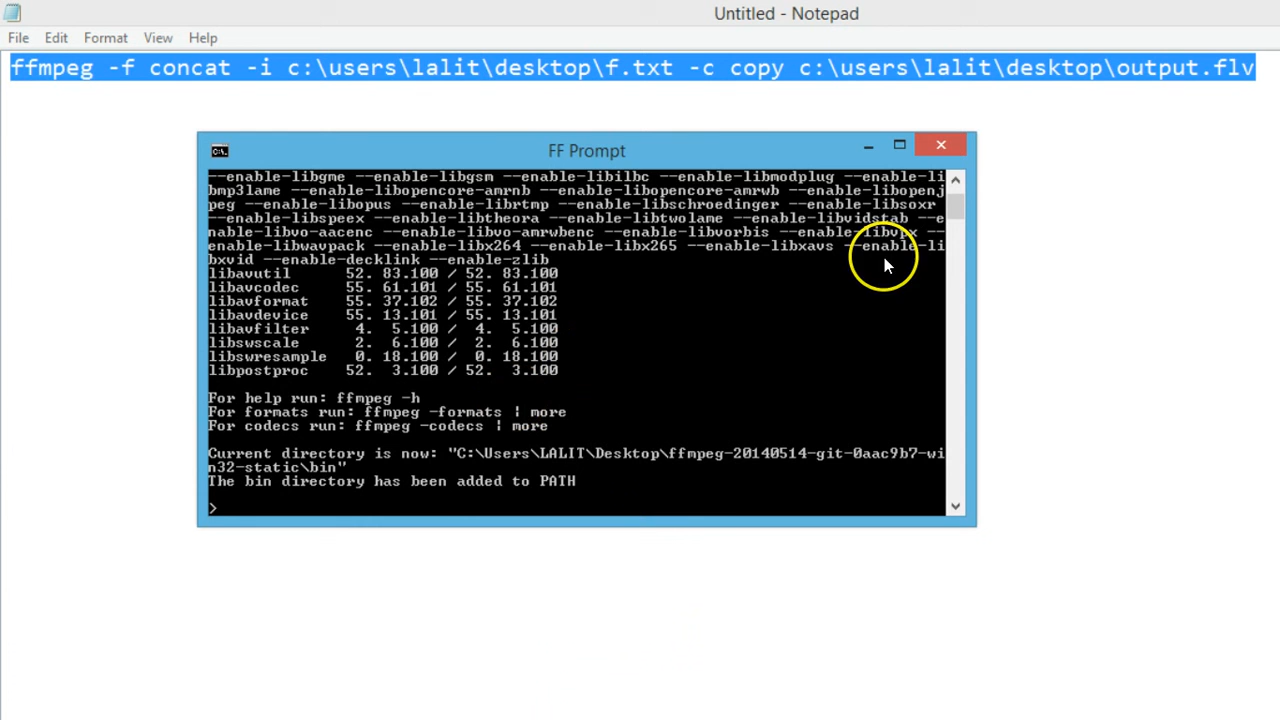 Untitled - Notepad
File Edit Format View Help
ffmpeg -f concat -i c:\users\lalit\desktop\f.txt -c copy c:\users\lalit\desktop\output.flv
FF Prompt
--enable-libgme --enable-libgsm --enable-libilbc --enable-libmodplug --enable-li
bmp3lame --enable-libopencore-amrnb --enable-libopencore-amrwb --enable-libopenj
peg --enable-libopus --enable-librtmp --enable-libschroedinger --enable-libsoxr
--enable-libspeex --enable-libtheora --enable-libtwolame --enable-libvidstab --e
nable-libvo-aacenc --enable-libvo-amrwbenc --enable-libvorbis --enable-libvpx --
enable-libwavpack --enable-libx264 --enable-libx265 --enable-libxavs --enable-li
bxvid --enable-decklink --enable-zlib
libavutil 52. 83.100 / 52. 83.100
libavcodec 55. 61.101 / 55. 61.101
libavformat 55. 37.102 / 55. 37.102
libavdevice 55. 13.101 / 55. 13.101
libavfilter 4. 5.100 / 4. 5.100
libswscale 2. 6.100 / 2. 6.100
libswresample 0. 18.100 / 0. 18.100
libpostproc 52. 3.100 / 52. 3.100
For help run: ffmpeg -h
For formats run: ffmpeg -formats | more
For codecs run: ffmpeg -codecs | more
Current directory is now: "C:\Users\LALIT\Desktop\ffmpeg-20140514-git-0aac9b7-wi
n32-static\bin"
The bin directory has been added to PATH
>